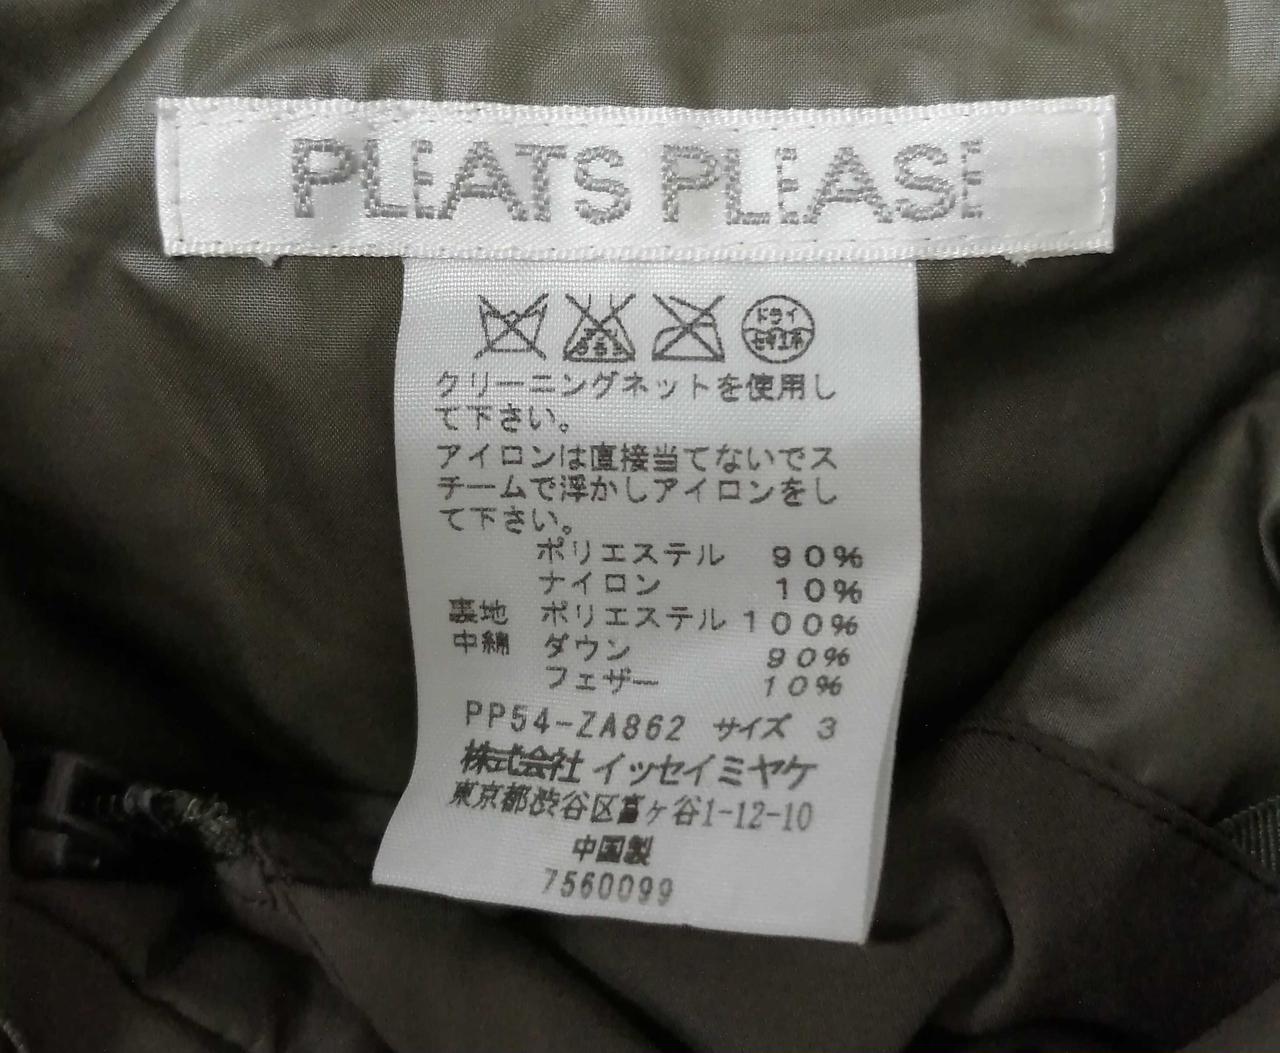 PLEATS PLEASE
ドライ
セキユ系
クリーニングネットを使用し
て下さい。
アイロンは直接当てないでス
チームで浮かしアイロンをし
て下さい。
ポリエステル 90%
ナイロン 10%
裏地 ポリエステル 100%
中綿 ダウン 90%
フェザー 10%
PP54-ZA862 サイズ 3
株式会社 イッセイミヤケ
東京都渋谷区富ヶ谷1-12-10
中国製
7560099